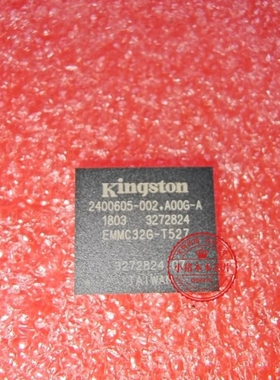 Kingston
2400605-002.A00G-A
1803 3272824
EMMC32G-T527
3272824
TAIWAN